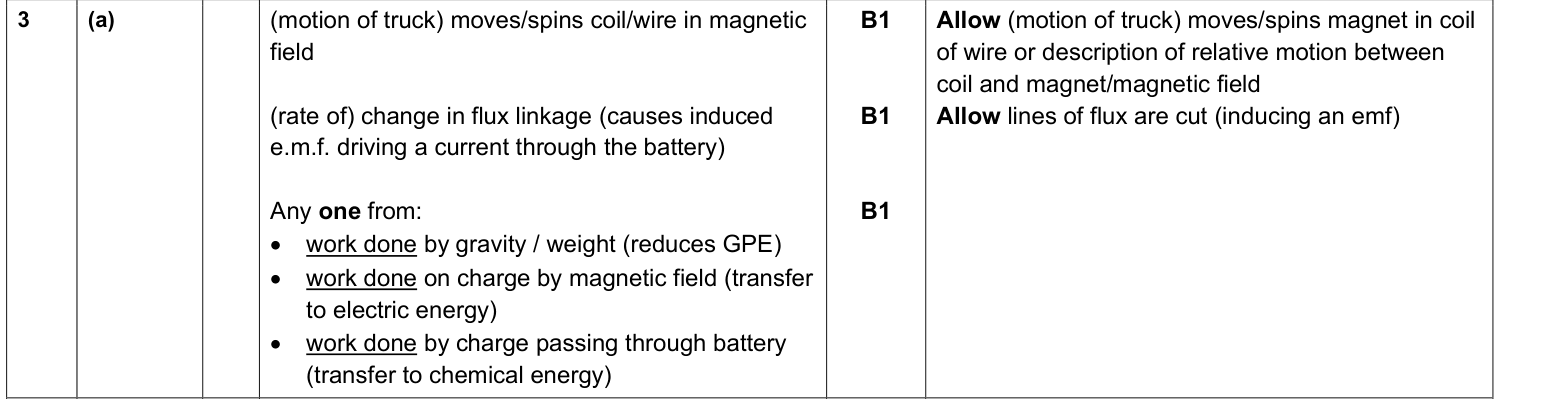 3 (a) (motion of truck) moves/spins coil/wire in magnetic B1 Allow (motion of truck) moves/spins magnet in coil
field of wire or description of relative motion between
coil and magnet/magnetic field
(rate of) change in flux linkage (causes induced B1 Allow lines of flux are cut (inducing an emf)
e.m.f. driving a current through the battery)
Any one from: B1
• work done by gravity / weight (reduces GPE)
• work done on charge by magnetic field (transfer
to electric energy)
• work done by charge passing through battery
(transfer to chemical energy)